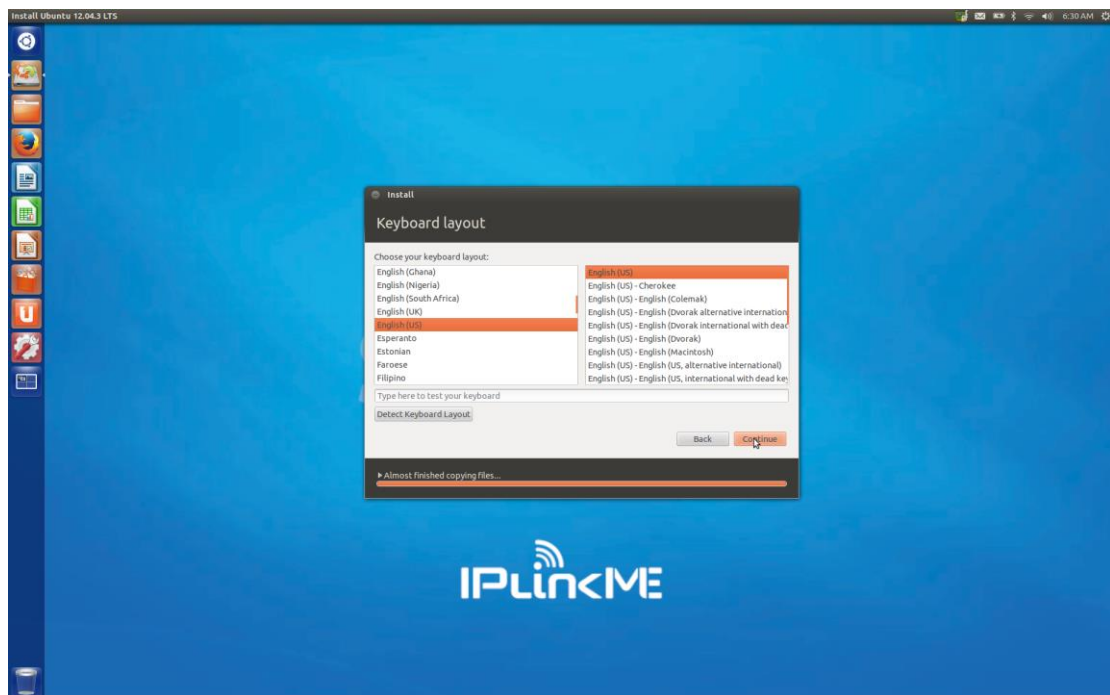 Install Ubuntu 12.04.3 LTS
6:30 AM
Install
Keyboard layout
Choose your keyboard layout:
English (Ghana)
English (Nigeria)
English (South Africa)
English (UK)
English (US)
Esperanto
Estonian
Faroese
Filipino
English (US)
English (US) - Cherokee
English (US) - English (Colemak)
English (US) - English (Dvorak alternative internation
English (US) - English (Dvorak international with dead
English (US) - English (Dvorak)
English (US) - English (Macintosh)
English (US) - English (US, alternative international)
English (US) - English (US, international with dead key
Type here to test your keyboard
Detect Keyboard Layout
Back
Continue
Almost finished copying files...
IPLinkME